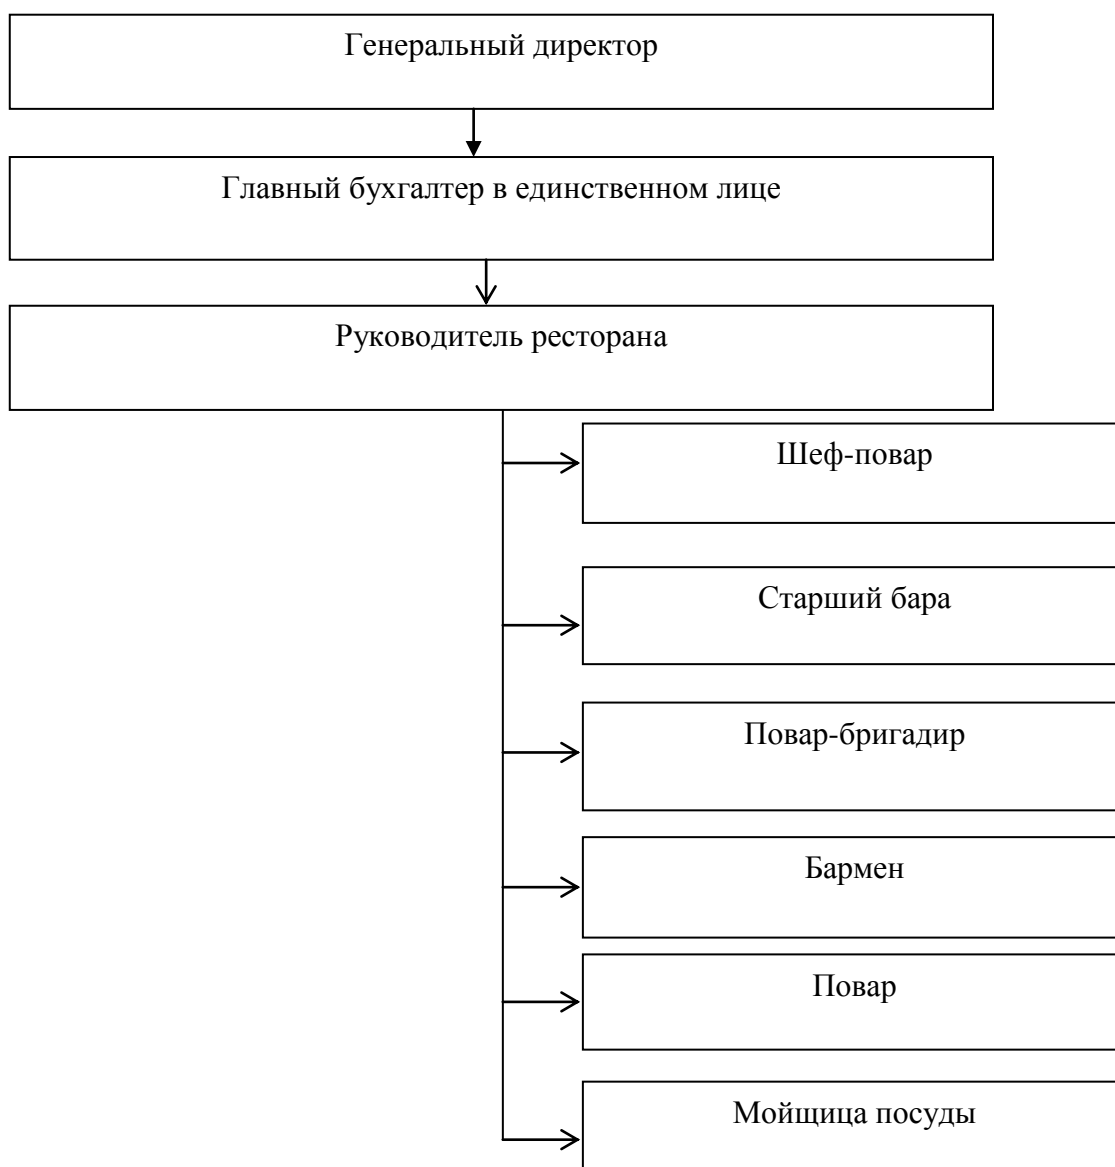 Генеральный директор
Главный бухгалтер в единственном лице
Руководитель ресторана
Шеф-повар
Старший бара
Повар-бригадир
Бармен
Повар
Мойщица посуды